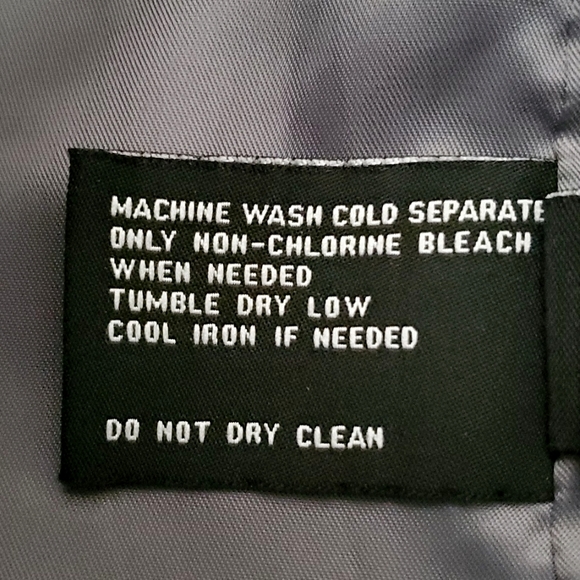 MACHINE WASH COLD SEPARATE
ONLY NON-CHLORINE BLEACH
WHEN NEEDED
TUMBLE DRY LOW
COOL IRON IF NEEDED
DO NOT DRY CLEAN